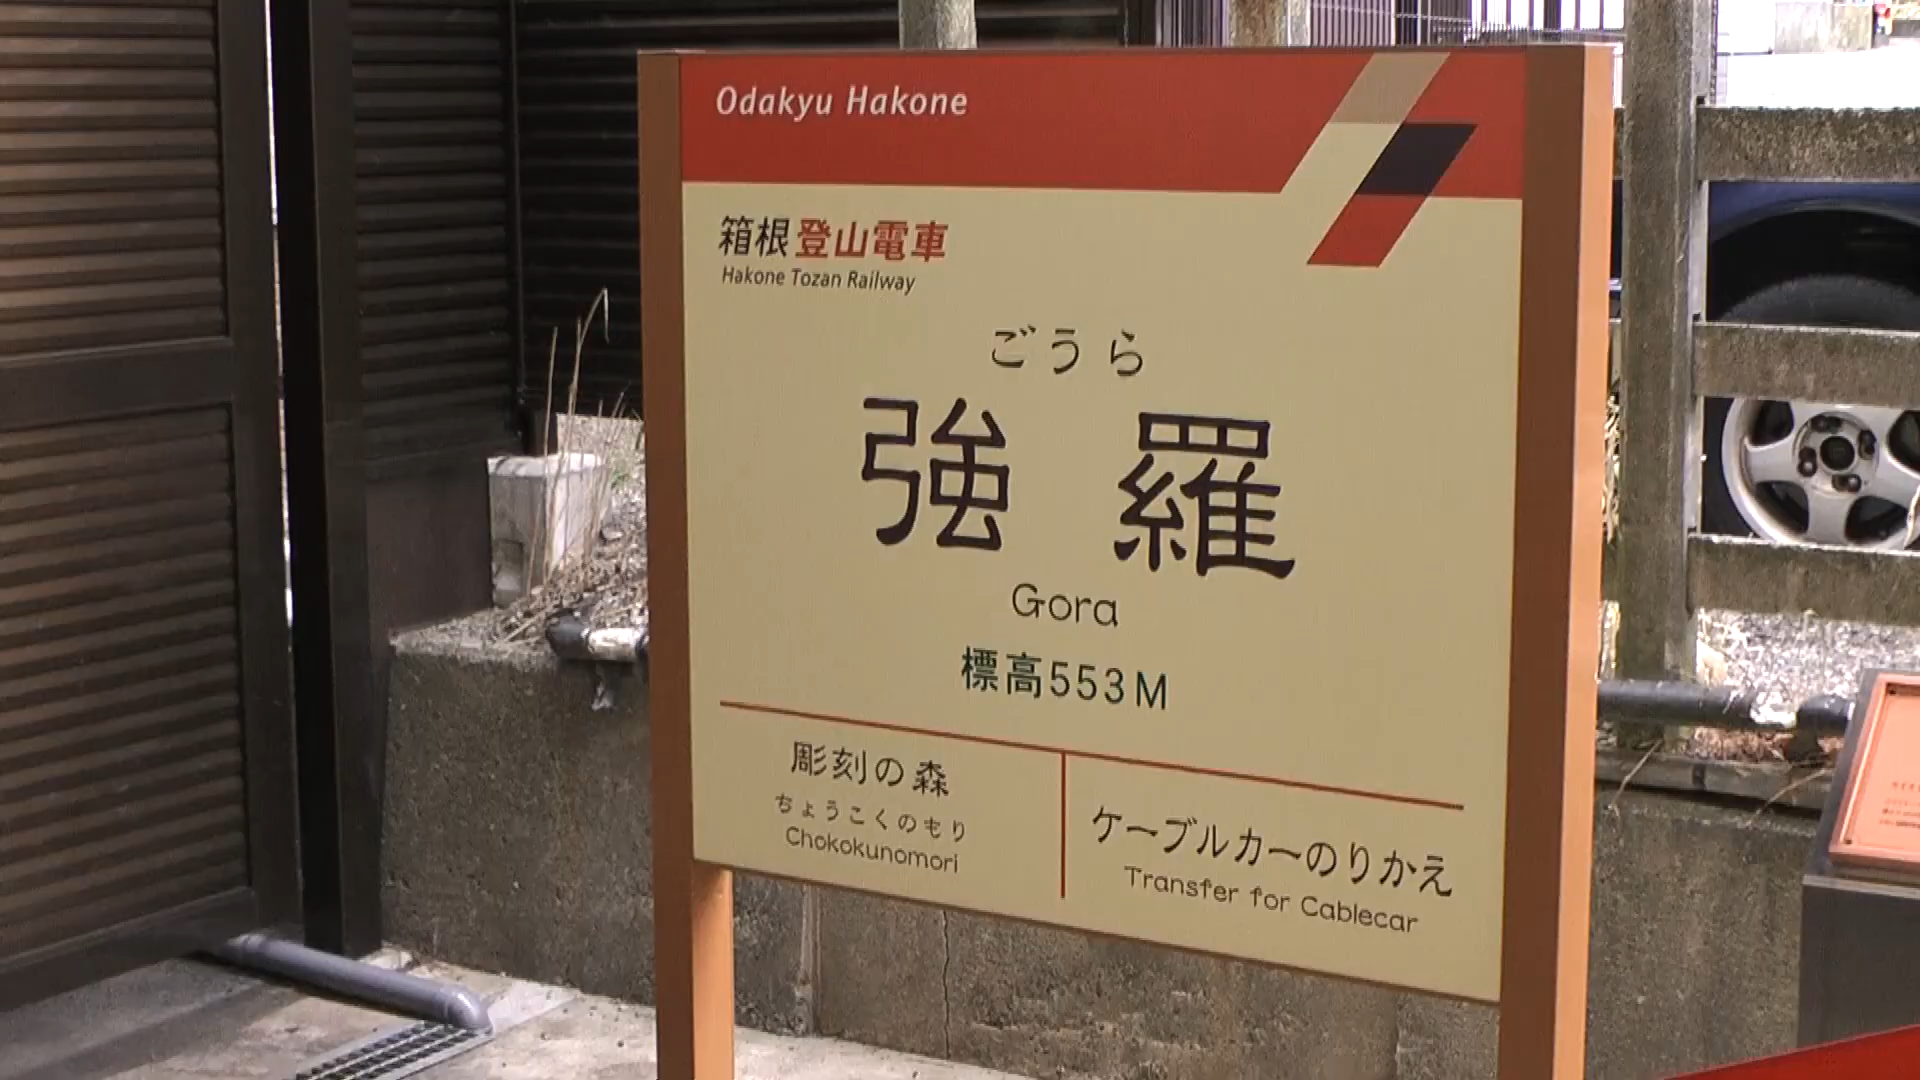 Odakyu Hakone
箱根登山電車
Hakone Tozan Railway
ごうら
強羅
Gora
標高553M
彫刻の森
ちょうこくのもり
Chokokunomori
ケーブルカーのりかえ
Transfer for Cablecar